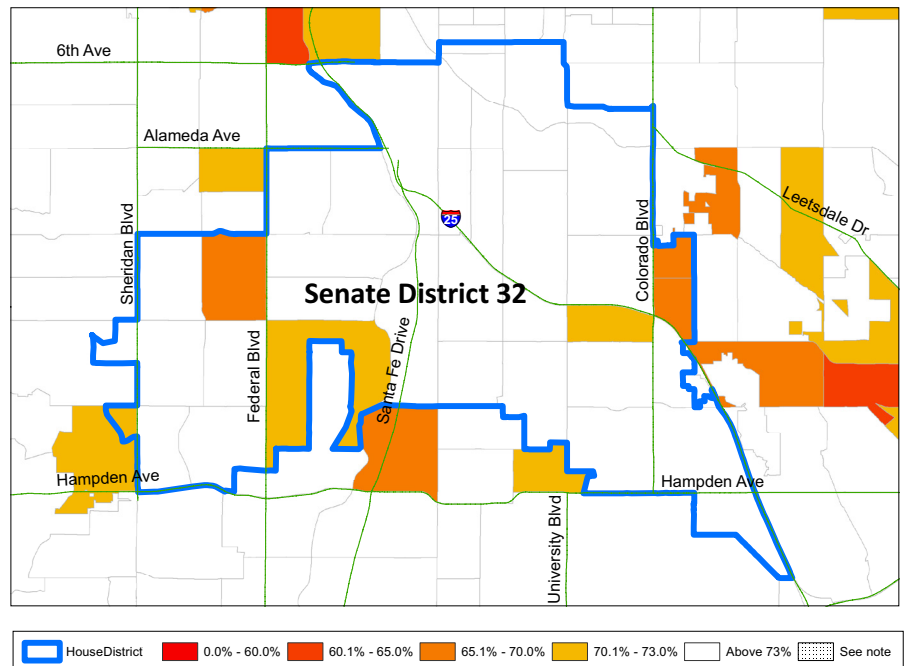 6th Ave
Alameda Ave
Leetsdale Dr
Sheridan Blvd
25
Colorado Blvd
Senate District 32
Federal Blvd
Santa Fe Drive
Hampden Ave
Hampden Ave
University Blvd
HouseDistrict 0.0% - 60.0% 60.1% - 65.0% 65.1% - 70.0% 70.1% - 73.0% Above 73% See note